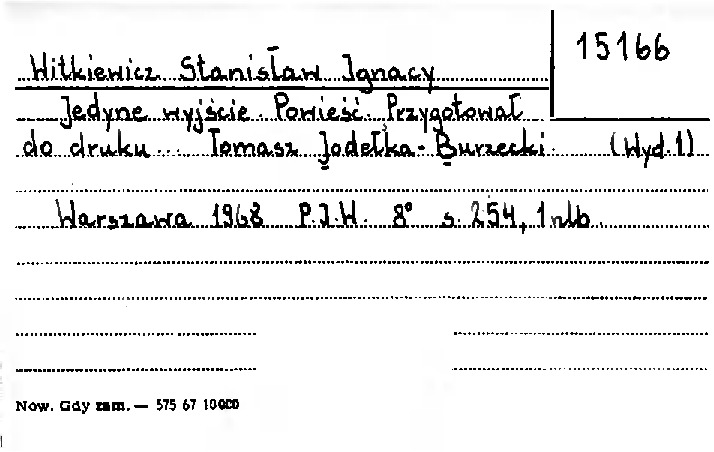 15166
Witkiewicz Stanisław Ignacy
Jedyne wyjście. Powieść. Przygotował
do druku... Tomasz Jodełka-Burzecki. (Wyd.1)
Warszawa 1968 P.I.W. 8° s. 254, 1 nlb.
Now. Gdy zam. — 575 67 10000